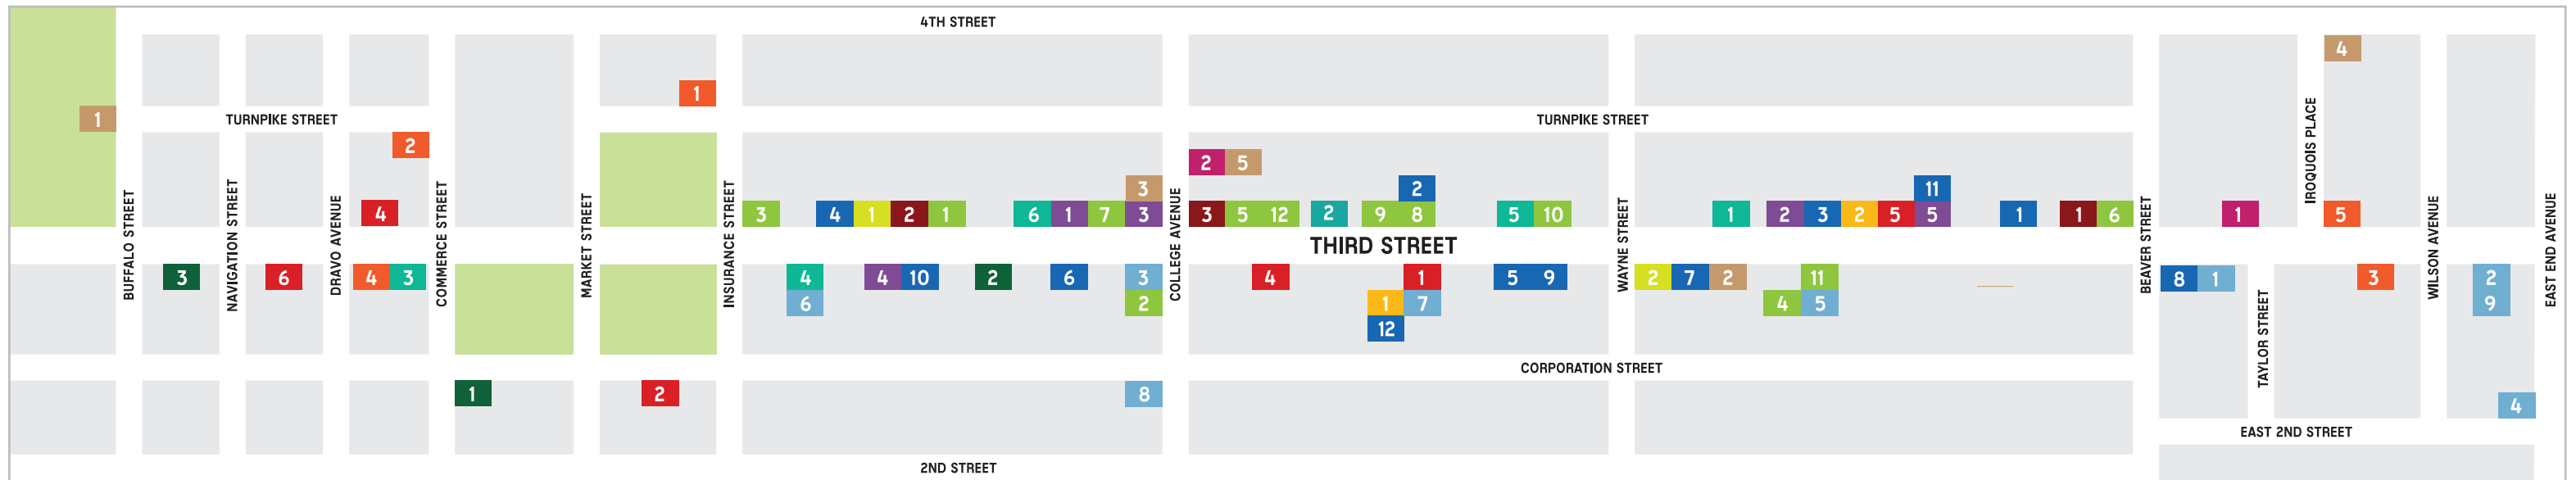 4TH STREET
4
1
1
TURNPIKE STREET
TURNPIKE STREET
2
2 5
3
2
11
4
3
4 1 2 1
6 1 7 3
3 5 12
2
9 8
5 10
1
2 3 2 5 5
1
1 6
1
5
BUFFALO STREET
NAVIGATION STREET
DRAVO AVENUE
COMMERCE STREET
MARKET STREET
INSURANCE STREET
COLLEGE AVENUE
WAYNE STREET
BEAVER STREET
IROQUOIS PLACE
WILSON AVENUE
EAST END AVENUE
THIRD STREET
3
6
4 3
4
4 10
2
6
3
4
1
5 9
2 7 2
11
8 1
3
2
6
2
1 7
4 5
9
12
TAYLOR STREET
CORPORATION STREET
1
2
8
4
EAST 2ND STREET
2ND STREET